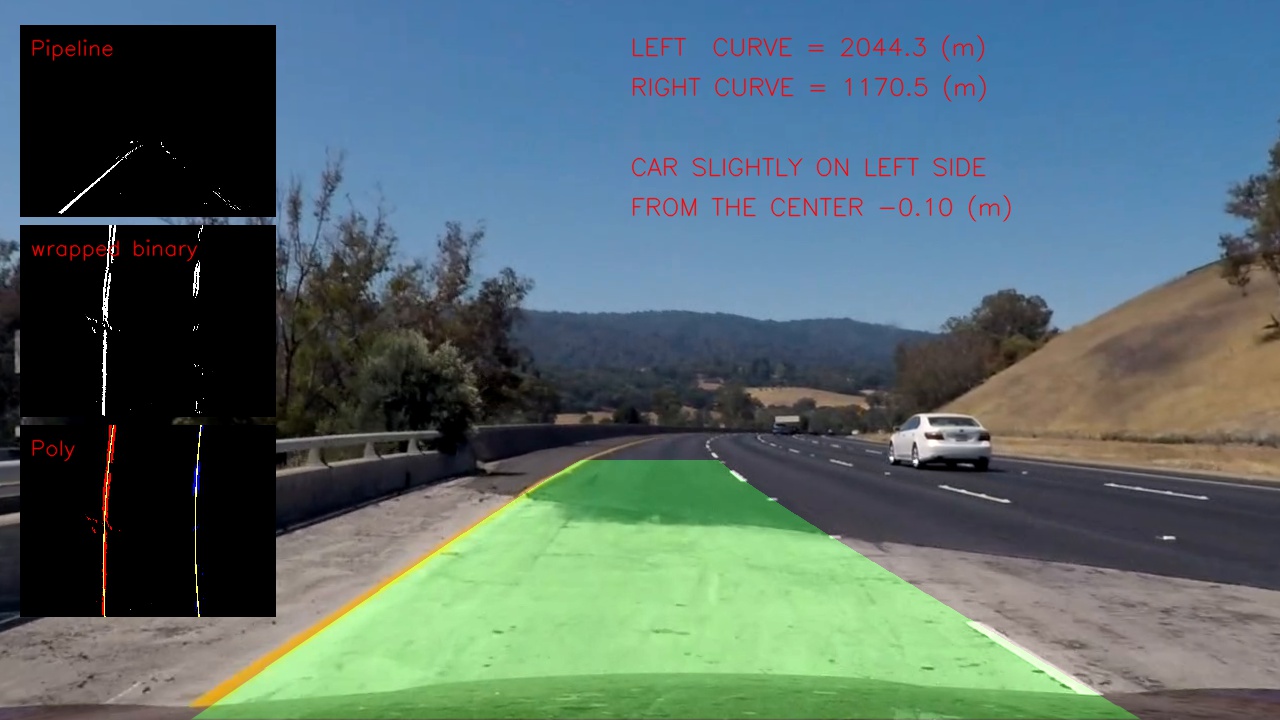 Pipeline
wrapped binary
Poly
LEFT CURVE = 2044.3 (m)
RIGHT CURVE = 1170.5 (m)
CAR SLIGHTLY ON LEFT SIDE
FROM THE CENTER -0.10 (m)